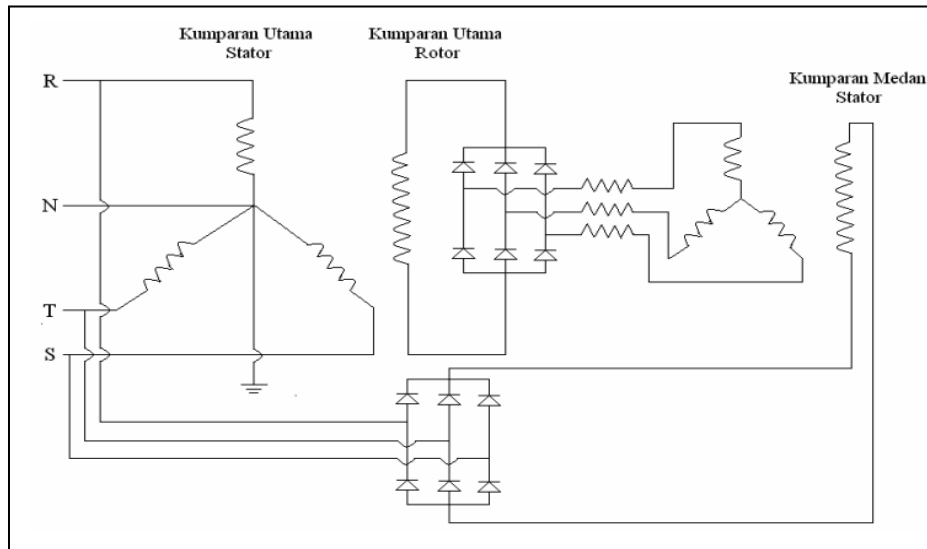 Kumparan Utama
Stator
Kumparan Utama
Rotor
Kumparan Medan
Stator
R
N
T
S